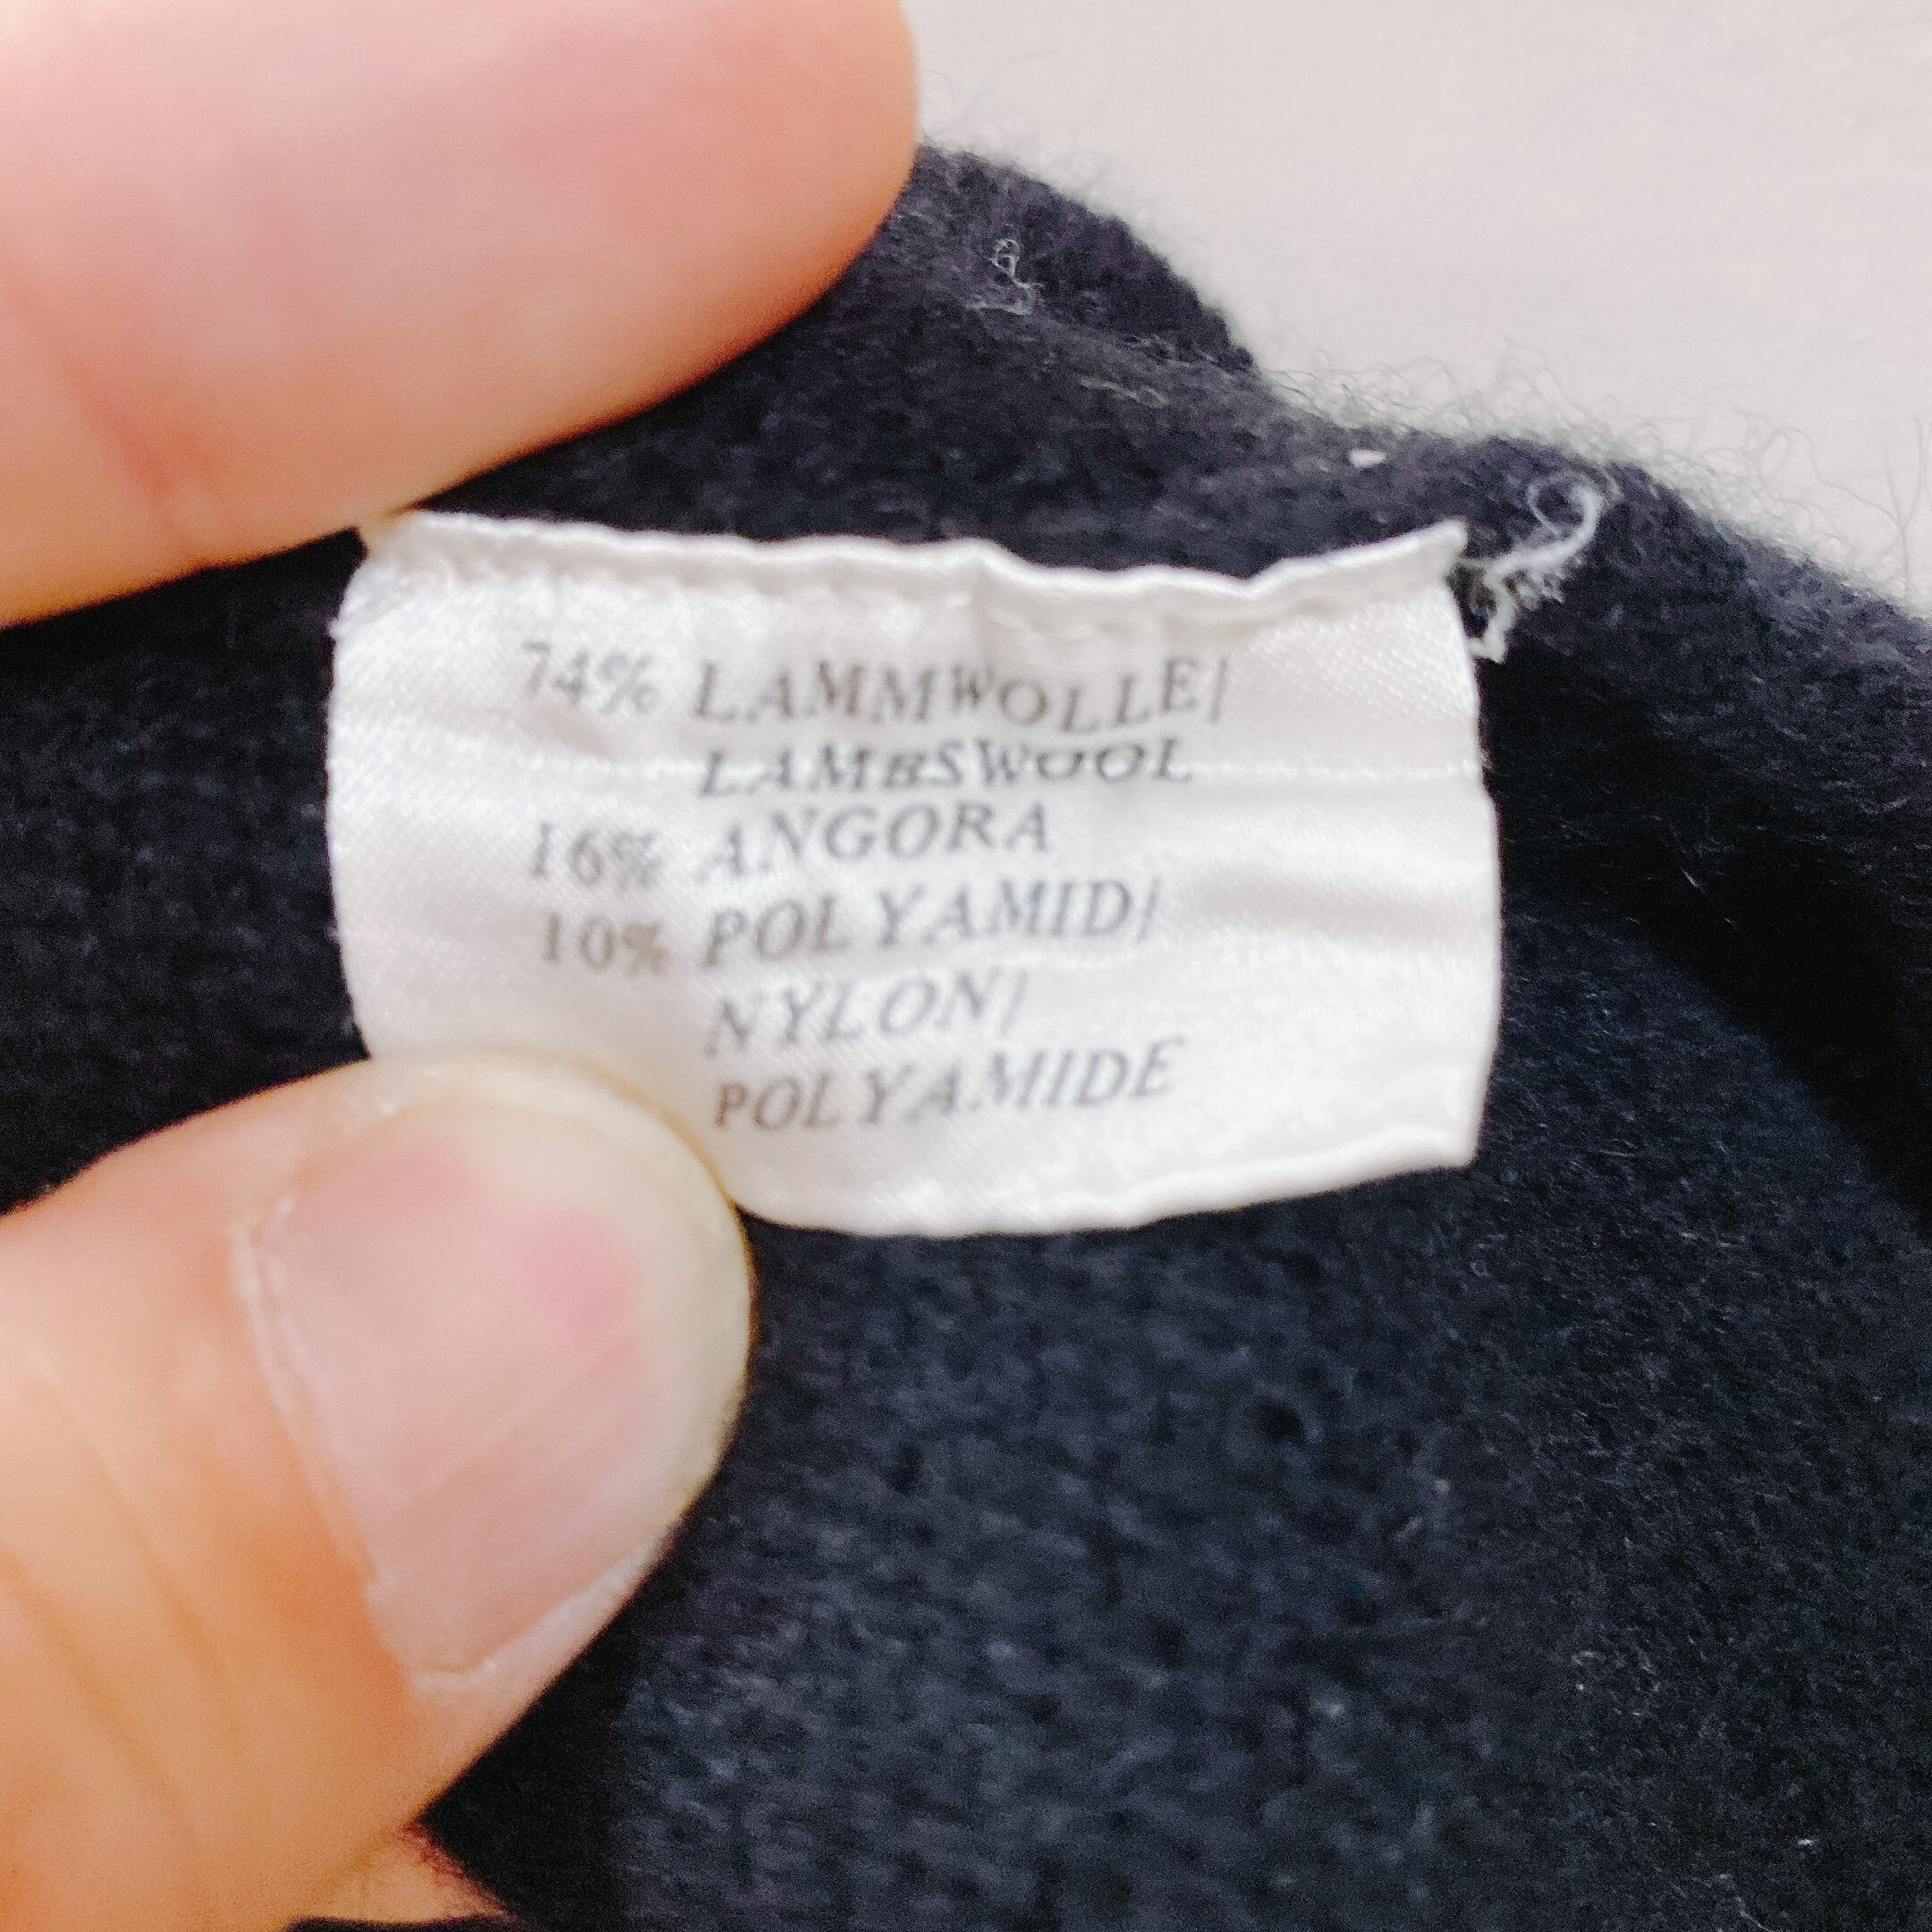 74% LAMMWOLLE/
LAMBSWOOL
16% ANGORA
10% POLYAMID/
NYLON/
POLYAMIDE